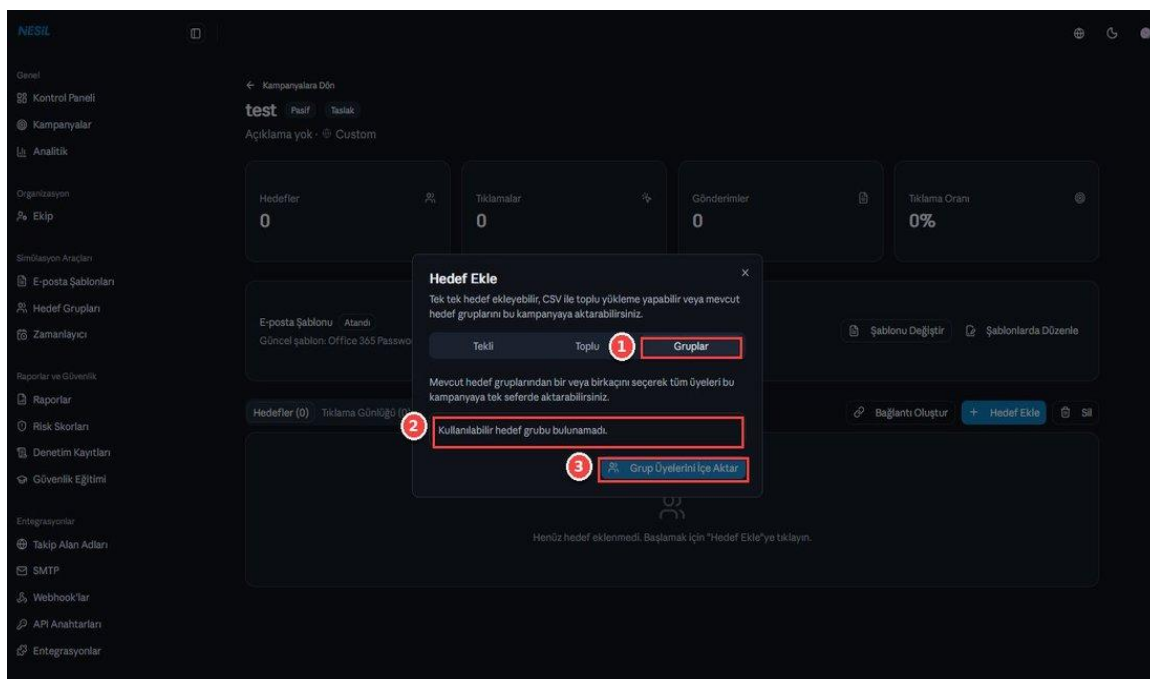 NESIL
Genel
Kontrol Paneli
Kampanyalar
Analitik
Organizasyon
Ekip
Simülasyon Araçları
E-posta Şablonları
Hedef Grupları
Zamanlayıcı
Raporlar ve Güvenlik
Raporlar
Risk Skorları
Denetim Kayıtları
Güvenlik Eğitimi
Entegrasyonlar
Takip Alan Adları
SMTP
Webhook'lar
API Anahtarları
Entegrasyonlar
Kampanyalara Dön
test Pasif Taslak
Açıklama yok · Custom
Hedefler Tıklamalar Gönderimler Tıklama Oranı
0 0 0 0%
E-posta Şablonu Atandı
Güncel şablon: Office 365 Passwo
Şablonu Değiştir Şablonlarda Düzenle
Hedef Ekle
Tek tek hedef ekleyebilir, CSV ile toplu yükleme yapabilir veya mevcut
hedef gruplarını bu kampanyaya aktarabilirsiniz.
Tekli Toplu 1 Gruplar
Mevcut hedef gruplarından bir veya birkaçını seçerek tüm üyeleri bu
kampanyaya tek seferde aktarabilirsiniz.
2 Kullanılabilir hedef grubu bulunamadı.
3 Grup Üyelerini İçe Aktar
Hedefler (0) Tıklama Günlüğü (0)
Bağlantı Oluştur + Hedef Ekle Sil
Henüz hedef eklenmedi. Başlamak için "Hedef Ekle"ye tıklayın.